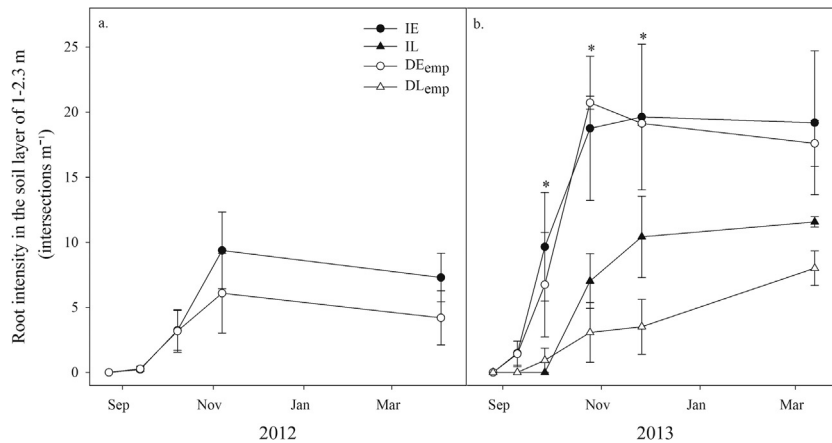 a.
IE
IL
DEemp
DLemp
b.
*
*
*
Root intensity in the soil layer of 1-2.3 m
(intersections m⁻¹)
25
20
15
10
5
0
Sep Nov Jan Mar
Sep Nov Jan Mar
2012
2013